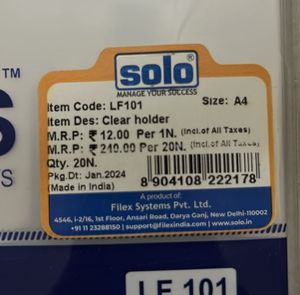 solo
MANAGE YOUR SUCCESS
™
S
TS
Item Code: LF101 Size: A4
Item Des: Clear holder
M.R.P: ₹ 12.00 Per 1N. (Incl.of All Taxes)
M.R.P: ₹ 240.00 Per 20N. (Incl.of All Taxes)
Qty. 20N.
Pkg.Dt: Jan.2024
(Made in India)
8 904108 222178
A product of:
Filex Systems Pvt. Ltd.
4546, I-2/16, 1st Floor, Ansari Road, Darya Ganj, New Delhi-110002
+91 11 23288150 | support@filexindia.com | www.solo.in
LF 101